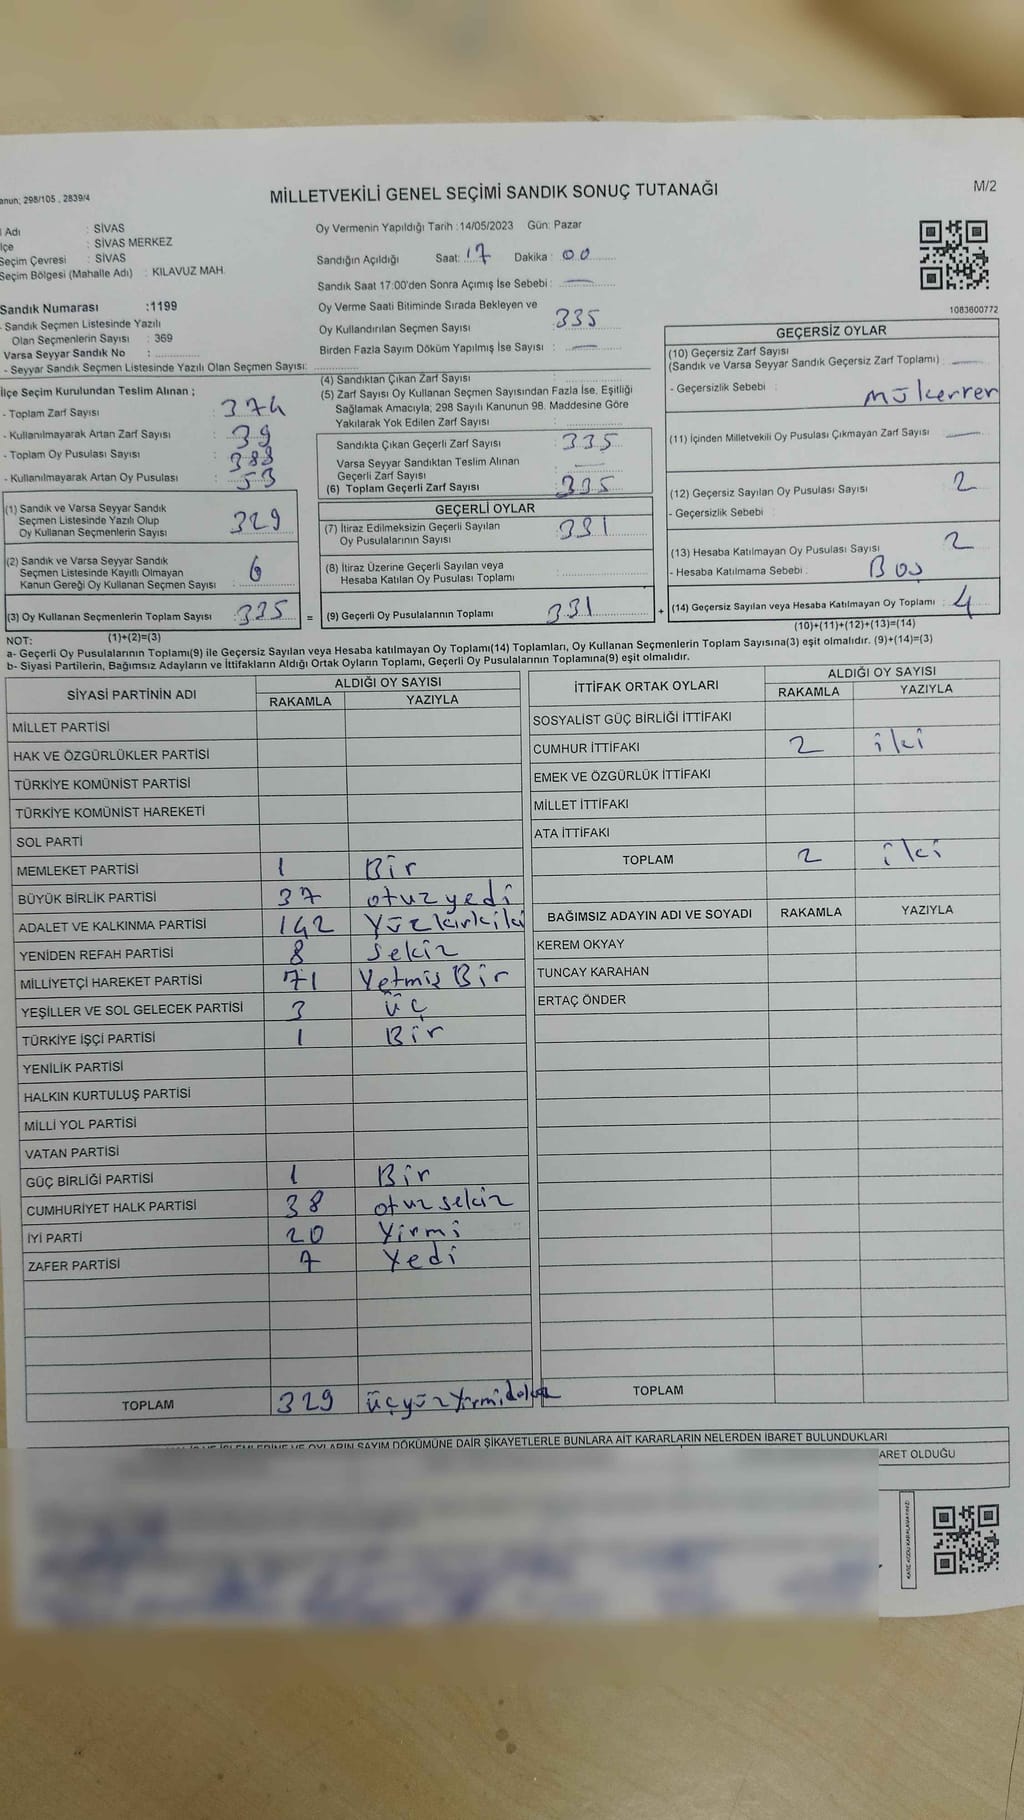 anun; 298/105 , 2839/4
MİLLETVEKİLİ GENEL SEÇİMİ SANDIK SONUÇ TUTANAĞI
M/2
l Adı : SİVAS
lçe : SİVAS MERKEZ
Seçim Çevresi : SİVAS
Seçim Bölgesi (Mahalle Adı) : KILAVUZ MAH.
Sandık Numarası :1199
- Sandık Seçmen Listesinde Yazılı
Olan Seçmenlerin Sayısı : 369
Varsa Seyyar Sandık No :
- Seyyar Sandık Seçmen Listesinde Yazılı Olan Seçmen Sayısı:
Oy Vermenin Yapıldığı Tarih :14/05/2023 Gün: Pazar
Sandığın Açıldığı Saat: 17 Dakika : 00
Sandık Saat 17:00'den Sonra Açımış İse Sebebi : —
Oy Verme Saati Bitiminde Sırada Bekleyen ve
Oy Kullandırılan Seçmen Sayısı : 335
Birden Fazla Sayım Döküm Yapılmış İse Sayısı : —
1083600772
İlçe Seçim Kurulundan Teslim Alınan ;
- Toplam Zarf Sayısı : 374
- Kullanılmayarak Artan Zarf Sayısı : 39
- Toplam Oy Pusulası Sayısı : 388
- Kullanılmayarak Artan Oy Pusulası : 53
(1) Sandık ve Varsa Seyyar Sandık
Seçmen Listesinde Yazılı Olup
Oy Kullanan Seçmenlerin Sayısı : 329
(2) Sandık ve Varsa Seyyar Sandık
Seçmen Listesinde Kayıtlı Olmayan
Kanun Gereği Oy Kullanan Seçmen Sayısı : 6
(3) Oy Kullanan Seçmenlerin Toplam Sayısı : 335 =
(1)+(2)=(3)
(4) Sandıktan Çıkan Zarf Sayısı :
(5) Zarf Sayısı Oy Kullanan Seçmen Sayısından Fazla İse, Eşitliği
Sağlamak Amacıyla; 298 Sayılı Kanunun 98. Maddesine Göre
Yakılarak Yok Edilen Zarf Sayısı :
Sandıkta Çıkan Geçerli Zarf Sayısı : 335
Varsa Seyyar Sandıktan Teslim Alınan
Geçerli Zarf Sayısı : —
(6) Toplam Geçerli Zarf Sayısı : 335
GEÇERLİ OYLAR
(7) İtiraz Edilmeksizin Geçerli Sayılan
Oy Pusulalarının Sayısı : 331
(8) İtiraz Üzerine Geçerli Sayılan veya
Hesaba Katılan Oy Pusulası Toplamı :
(9) Geçerli Oy Pusulalarının Toplamı : 331 +
GEÇERSİZ OYLAR
(10) Geçersiz Zarf Sayısı
(Sandık ve Varsa Seyyar Sandık Geçersiz Zarf Toplamı) : —
- Geçersizlik Sebebi : mükerrer
(11) İçinden Milletvekili Oy Pusulası Çıkmayan Zarf Sayısı : —
(12) Geçersiz Sayılan Oy Pusulası Sayısı : 2
- Geçersizlik Sebebi :
(13) Hesaba Katılmayan Oy Pusulası Sayısı : 2
- Hesaba Katılmama Sebebi : Boş
(14) Geçersiz Sayılan veya Hesaba Katılmayan Oy Toplamı : 4
(10)+(11)+(12)+(13)=(14)
NOT:
a- Geçerli Oy Pusulalarının Toplamı(9) ile Geçersiz Sayılan veya Hesaba katılmayan Oy Toplamı(14) Toplamları, Oy Kullanan Seçmenlerin Toplam Sayısına(3) eşit olmalıdır. (9)+(14)=(3)
b- Siyasi Partilerin, Bağımsız Adayların ve İttifakların Aldığı Ortak Oyların Toplamı, Geçerli Oy Pusulalarının Toplamına(9) eşit olmalıdır.
SİYASİ PARTİNİN ADI ALDIĞI OY SAYISI
RAKAMLA YAZIYLA
MİLLET PARTİSİ
HAK VE ÖZGÜRLÜKLER PARTİSİ
TÜRKİYE KOMÜNİST PARTİSİ
TÜRKİYE KOMÜNİST HAREKETİ
SOL PARTİ
MEMLEKET PARTİSİ 1 Bir
BÜYÜK BİRLİK PARTİSİ 37 otuzyedi
ADALET VE KALKINMA PARTİSİ 142 Yüzkırkiki
YENİDEN REFAH PARTİSİ 8 Sekiz
MİLLİYETÇİ HAREKET PARTİSİ 71 Yetmiş Bir
YEŞİLLER VE SOL GELECEK PARTİSİ 3 üç
TÜRKİYE İŞÇİ PARTİSİ 1 Bir
YENİLİK PARTİSİ
HALKIN KURTULUŞ PARTİSİ
MİLLİ YOL PARTİSİ
VATAN PARTİSİ
GÜÇ BİRLİĞİ PARTİSİ 1 Bir
CUMHURİYET HALK PARTİSİ 38 otuzsekiz
İYİ PARTİ 20 Yirmi
ZAFER PARTİSİ 7 Yedi
TOPLAM 329 üçyüzyirmidokuz
İTTİFAK ORTAK OYLARI ALDIĞI OY SAYISI
RAKAMLA YAZIYLA
SOSYALİST GÜÇ BİRLİĞİ İTTİFAKI
CUMHUR İTTİFAKI 2 iki
EMEK VE ÖZGÜRLÜK İTTİFAKI
MİLLET İTTİFAKI
ATA İTTİFAKI
TOPLAM 2 iki
BAĞIMSIZ ADAYIN ADI VE SOYADI RAKAMLA YAZIYLA
KEREM OKYAY
TUNCAY KARAHAN
ERTAÇ ÖNDER
TOPLAM
VE OYLARIN SAYIM DÖKÜMÜNE DAİR ŞİKAYETLERLE BUNLARA AİT KARARLARIN NELERDEN İBARET BULUNDUKLARI
ARET OLDUĞU